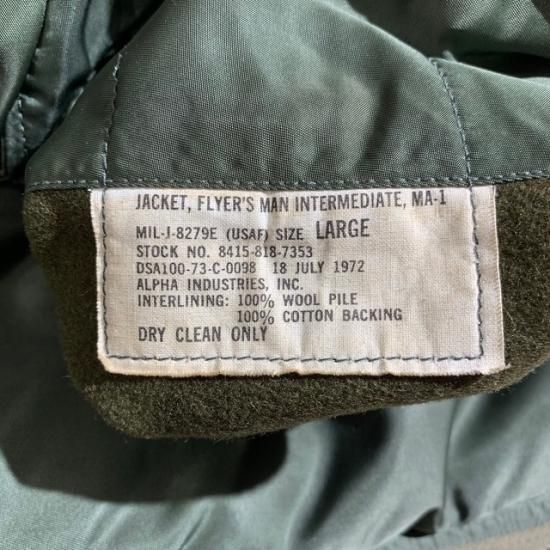 JACKET, FLYER'S MAN INTERMEDIATE, MA-1
MIL-J-8279E (USAF) SIZE LARGE
STOCK NO. 8415-818-7353
DSA100-73-C-0098 18 JULY 1972
ALPHA INDUSTRIES, INC.
INTERLINING: 100% WOOL PILE
100% COTTON BACKING
DRY CLEAN ONLY